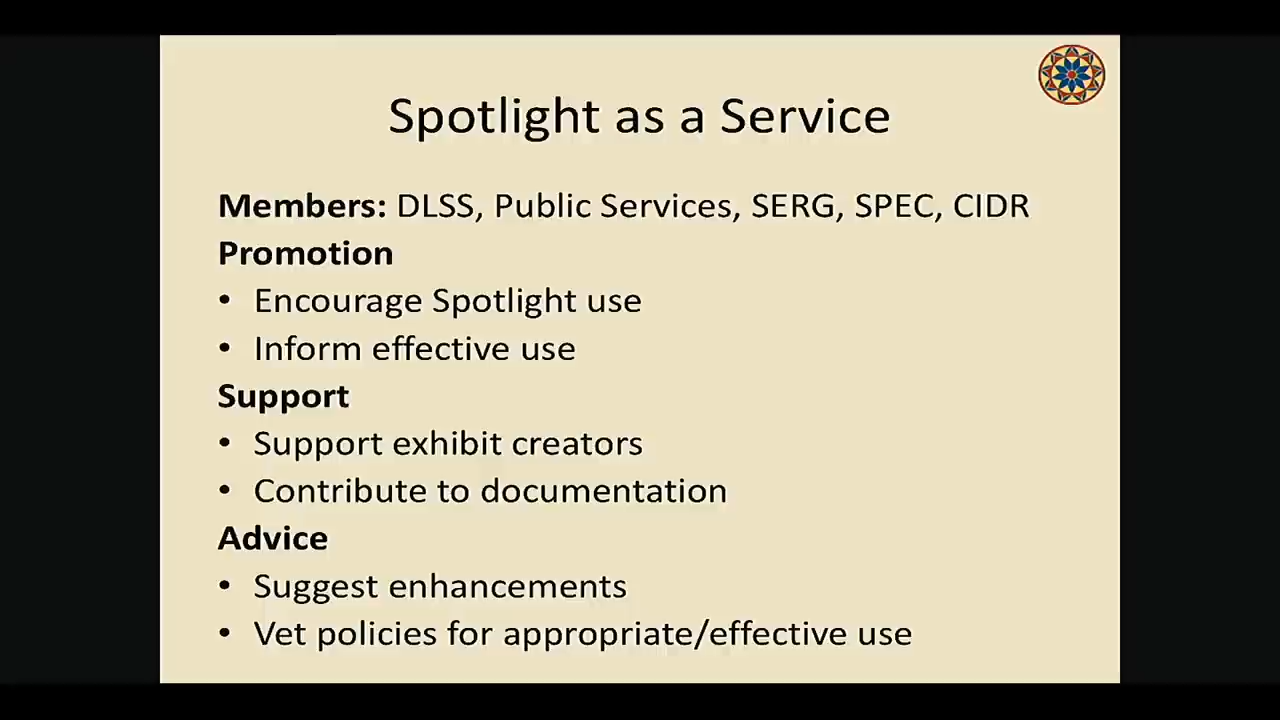 Spotlight as a Service
Members: DLSS, Public Services, SERG, SPEC, CIDR
Promotion
• Encourage Spotlight use
• Inform effective use
Support
• Support exhibit creators
• Contribute to documentation
Advice
• Suggest enhancements
• Vet policies for appropriate/effective use